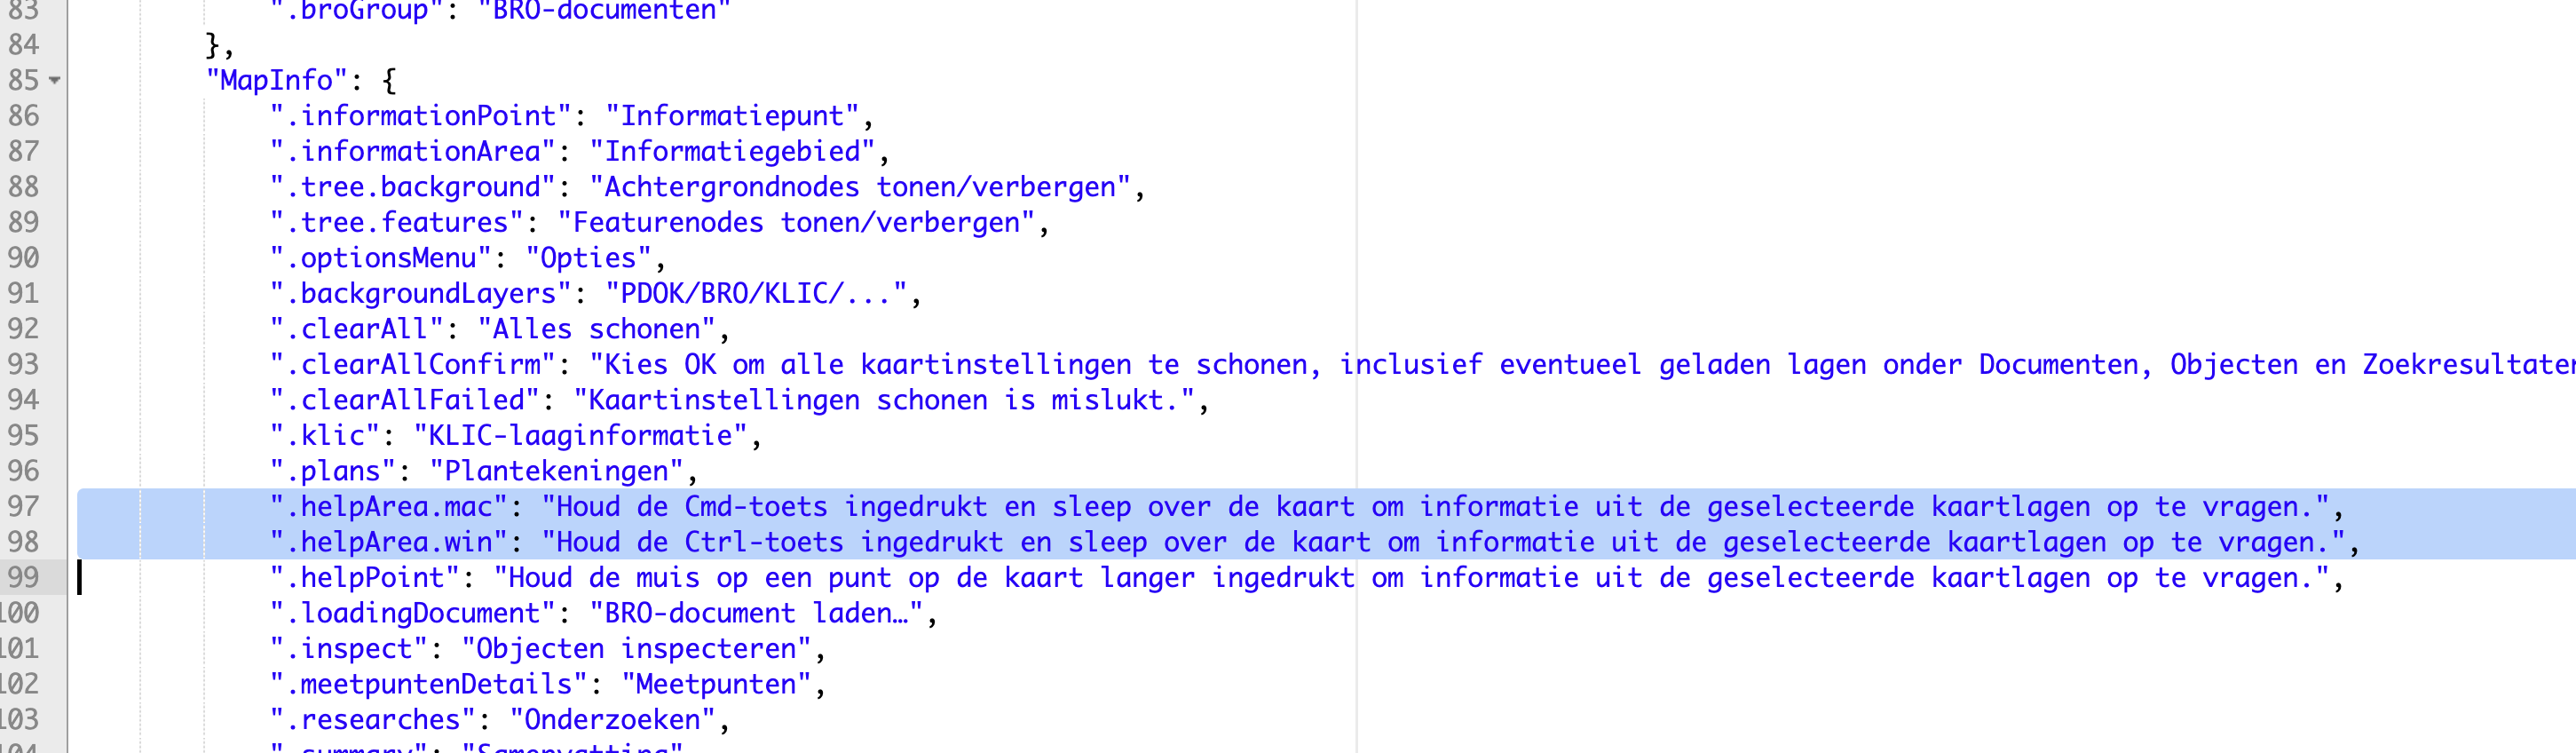 83 ".broGroup": "BRO-documenten"
84 },
85 "MapInfo": {
86 ".informationPoint": "Informatiepunt",
87 ".informationArea": "Informatiegebied",
88 ".tree.background": "Achtergrondnodes tonen/verbergen",
89 ".tree.features": "Featurenodes tonen/verbergen",
90 ".optionsMenu": "Opties",
91 ".backgroundLayers": "PDOK/BRO/KLIC/...",
92 ".clearAll": "Alles schonen",
93 ".clearAllConfirm": "Kies OK om alle kaartinstellingen te schonen, inclusief eventueel geladen lagen onder Documenten, Objecten en Zoekresultaten
94 ".clearAllFailed": "Kaartinstellingen schonen is mislukt.",
95 ".klic": "KLIC-laaginformatie",
96 ".plans": "Plantekeningen",
97 ".helpArea.mac": "Houd de Cmd-toets ingedrukt en sleep over de kaart om informatie uit de geselecteerde kaartlagen op te vragen.",
98 ".helpArea.win": "Houd de Ctrl-toets ingedrukt en sleep over de kaart om informatie uit de geselecteerde kaartlagen op te vragen.",
99 ".helpPoint": "Houd de muis op een punt op de kaart langer ingedrukt om informatie uit de geselecteerde kaartlagen op te vragen.",
100 ".loadingDocument": "BRO-document laden…",
101 ".inspect": "Objecten inspecteren",
102 ".meetpuntenDetails": "Meetpunten",
103 ".researches": "Onderzoeken",
104 ".summary": "Samenvatting"